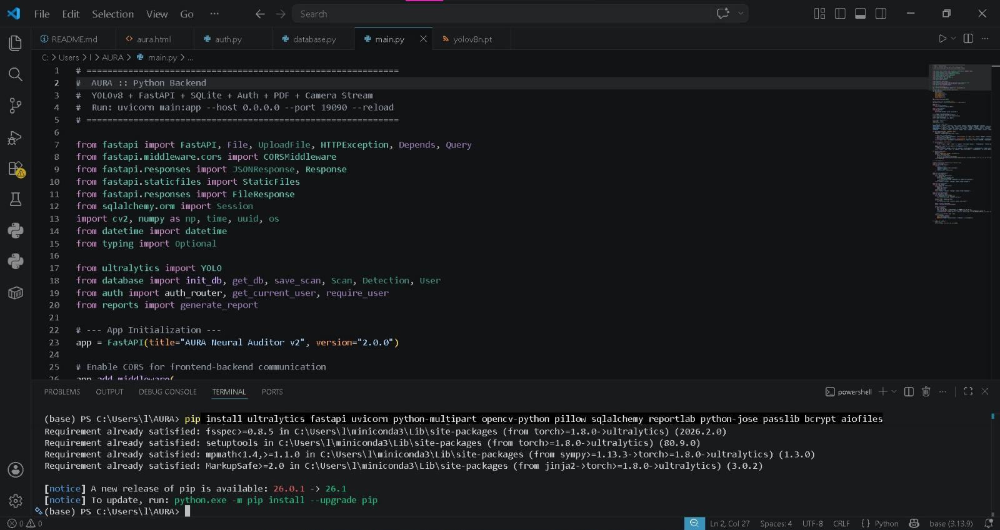 File Edit Selection View Go ··· Search
README.md aura.html auth.py database.py main.py yolov8n.pt
C: > Users > l > AURA > main.py > ...
1 # ============================================================
2 # AURA :: Python Backend
3 # YOLOv8 + FastAPI + SQLite + Auth + PDF + Camera Stream
4 # Run: uvicorn main:app --host 0.0.0.0 --port 19090 --reload
5 # ============================================================
6
7 from fastapi import FastAPI, File, UploadFile, HTTPException, Depends, Query
8 from fastapi.middleware.cors import CORSMiddleware
9 from fastapi.responses import JSONResponse, Response
10 from fastapi.staticfiles import StaticFiles
11 from fastapi.responses import FileResponse
12 from sqlalchemy.orm import Session
13 import cv2, numpy as np, time, uuid, os
14 from datetime import datetime
15 from typing import Optional
16
17 from ultralytics import YOLO
18 from database import init_db, get_db, save_scan, Scan, Detection, User
19 from auth import auth_router, get_current_user, require_user
20 from reports import generate_report
21
22 # --- App Initialization ---
23 app = FastAPI(title="AURA Neural Auditor v2", version="2.0.0")
24
25 # Enable CORS for frontend-backend communication
26 app.add_middleware(
PROBLEMS OUTPUT DEBUG CONSOLE TERMINAL PORTS powershell
(base) PS C:\Users\l\AURA> pip install ultralytics fastapi uvicorn python-multipart opencv-python pillow sqlalchemy reportlab python-jose passlib bcrypt aiofiles
Requirement already satisfied: fsspec>=0.8.5 in C:\Users\l\miniconda3\Lib\site-packages (from torch>=1.8.0->ultralytics) (2026.2.0)
Requirement already satisfied: setuptools in C:\Users\l\miniconda3\Lib\site-packages (from torch>=1.8.0->ultralytics) (80.9.0)
Requirement already satisfied: mpmath<1.4,>=1.1.0 in C:\Users\l\miniconda3\Lib\site-packages (from sympy>=1.13.3->torch>=1.8.0->ultralytics) (1.3.0)
Requirement already satisfied: MarkupSafe>=2.0 in C:\Users\l\miniconda3\Lib\site-packages (from jinja2->torch>=1.8.0->ultralytics) (3.0.2)
[notice] A new release of pip is available: 26.0.1 -> 26.1
[notice] To update, run: python.exe -m pip install --upgrade pip
(base) PS C:\Users\l\AURA>
0 0 Ln 2, Col 27 Spaces: 4 UTF-8 CRLF {} Python base (3.13.9)